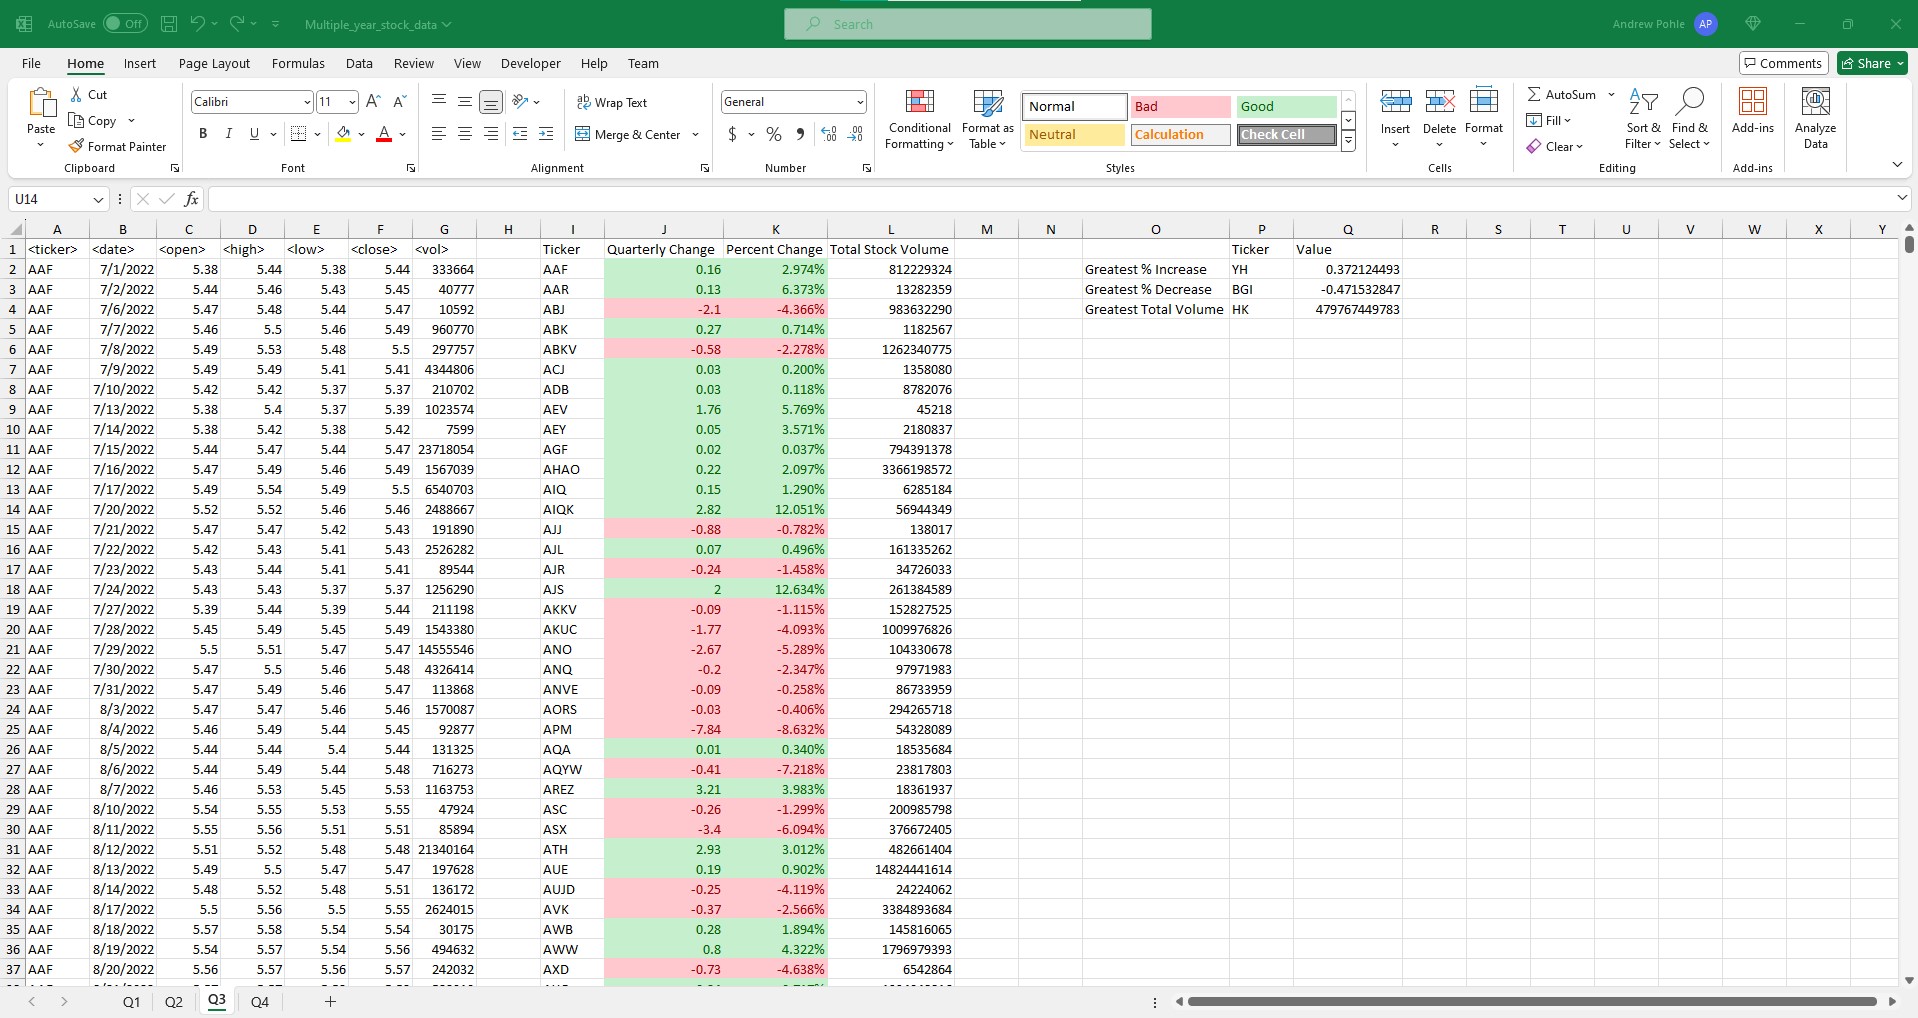 AutoSave Off Multiple_year_stock_data Search Andrew Pohle AP
File Home Insert Page Layout Formulas Data Review View Developer Help Team Comments Share
Paste Cut Copy Format Painter Clipboard
Calibri 11 B I U A Font
Wrap Text Merge & Center Alignment
General $ % Number
Conditional Formatting Format as Table Normal Bad Good Neutral Calculation Check Cell Styles
Insert Delete Format Cells
AutoSum Fill Clear Sort & Filter Find & Select Editing
Add-ins Add-ins
Analyze Data
U14 fx
A B C D E F G H I J K L M N O P Q R S T U V W X Y
1 <ticker> <date> <open> <high> <low> <close> <vol> Ticker Quarterly Change Percent Change Total Stock Volume Ticker Value
2 AAF 7/1/2022 5.38 5.44 5.38 5.44 333664 AAF 0.16 2.974% 812229324 Greatest % Increase YH 0.372124493
3 AAF 7/2/2022 5.44 5.46 5.43 5.45 40777 AAR 0.13 6.373% 13282359 Greatest % Decrease BGI -0.471532847
4 AAF 7/6/2022 5.47 5.48 5.44 5.47 10592 ABJ -2.1 -4.366% 983632290 Greatest Total Volume HK 479767449783
5 AAF 7/7/2022 5.46 5.5 5.46 5.49 960770 ABK 0.27 0.714% 1182567
6 AAF 7/8/2022 5.49 5.53 5.48 5.5 297757 ABKV -0.58 -2.278% 1262340775
7 AAF 7/9/2022 5.49 5.49 5.41 5.41 4344806 ACJ 0.03 0.200% 1358080
8 AAF 7/10/2022 5.42 5.42 5.37 5.37 210702 ADB 0.03 0.118% 8782076
9 AAF 7/13/2022 5.38 5.4 5.37 5.39 1023574 AEV 1.76 5.769% 45218
10 AAF 7/14/2022 5.38 5.42 5.38 5.42 7599 AEY 0.05 3.571% 2180837
11 AAF 7/15/2022 5.44 5.47 5.44 5.47 23718054 AGF 0.02 0.037% 794391378
12 AAF 7/16/2022 5.47 5.49 5.46 5.49 1567039 AHAO 0.22 2.097% 3366198572
13 AAF 7/17/2022 5.49 5.54 5.49 5.5 6540703 AIQ 0.15 1.290% 6285184
14 AAF 7/20/2022 5.52 5.52 5.46 5.46 2488667 AIQK 2.82 12.051% 56944349
15 AAF 7/21/2022 5.47 5.47 5.42 5.43 191890 AJJ -0.88 -0.782% 138017
16 AAF 7/22/2022 5.42 5.43 5.41 5.43 2526282 AJL 0.07 0.496% 161335262
17 AAF 7/23/2022 5.43 5.44 5.41 5.41 89544 AJR -0.24 -1.458% 34726033
18 AAF 7/24/2022 5.43 5.43 5.37 5.37 1256290 AJS 2 12.634% 261384589
19 AAF 7/27/2022 5.39 5.44 5.39 5.44 211198 AKKV -0.09 -1.115% 152827525
20 AAF 7/28/2022 5.45 5.49 5.45 5.49 1543380 AKUC -1.77 -4.093% 1009976826
21 AAF 7/29/2022 5.5 5.51 5.47 5.47 14555546 ANO -2.67 -5.289% 104330678
22 AAF 7/30/2022 5.47 5.5 5.46 5.48 4326414 ANQ -0.2 -2.347% 97971983
23 AAF 7/31/2022 5.47 5.49 5.46 5.47 113868 ANVE -0.09 -0.258% 86733959
24 AAF 8/3/2022 5.47 5.47 5.46 5.46 1570087 AORS -0.03 -0.406% 294265718
25 AAF 8/4/2022 5.46 5.49 5.44 5.45 92877 APM -7.84 -8.632% 54328089
26 AAF 8/5/2022 5.44 5.44 5.4 5.44 131325 AQA 0.01 0.340% 18535684
27 AAF 8/6/2022 5.44 5.49 5.44 5.48 716273 AQYW -0.41 -7.218% 23817803
28 AAF 8/7/2022 5.46 5.53 5.45 5.53 1163753 AREZ 3.21 3.983% 18361937
29 AAF 8/10/2022 5.54 5.55 5.53 5.55 47924 ASC -0.26 -1.299% 200985798
30 AAF 8/11/2022 5.55 5.56 5.51 5.51 85894 ASX -3.4 -6.094% 376672405
31 AAF 8/12/2022 5.51 5.52 5.48 5.48 21340164 ATH 2.93 3.012% 482661404
32 AAF 8/13/2022 5.49 5.5 5.47 5.47 197628 AUE 0.19 0.902% 14824441614
33 AAF 8/14/2022 5.48 5.52 5.48 5.51 136172 AUJD -0.25 -4.119% 24224062
34 AAF 8/17/2022 5.5 5.56 5.5 5.55 2624015 AVK -0.37 -2.566% 3384893684
35 AAF 8/18/2022 5.57 5.58 5.54 5.54 30175 AWB 0.28 1.894% 145816065
36 AAF 8/19/2022 5.54 5.57 5.54 5.56 494632 AWW 0.8 4.322% 1796979393
37 AAF 8/20/2022 5.56 5.57 5.56 5.57 242032 AXD -0.73 -4.638% 6542864
Q1 Q2 Q3 Q4 +